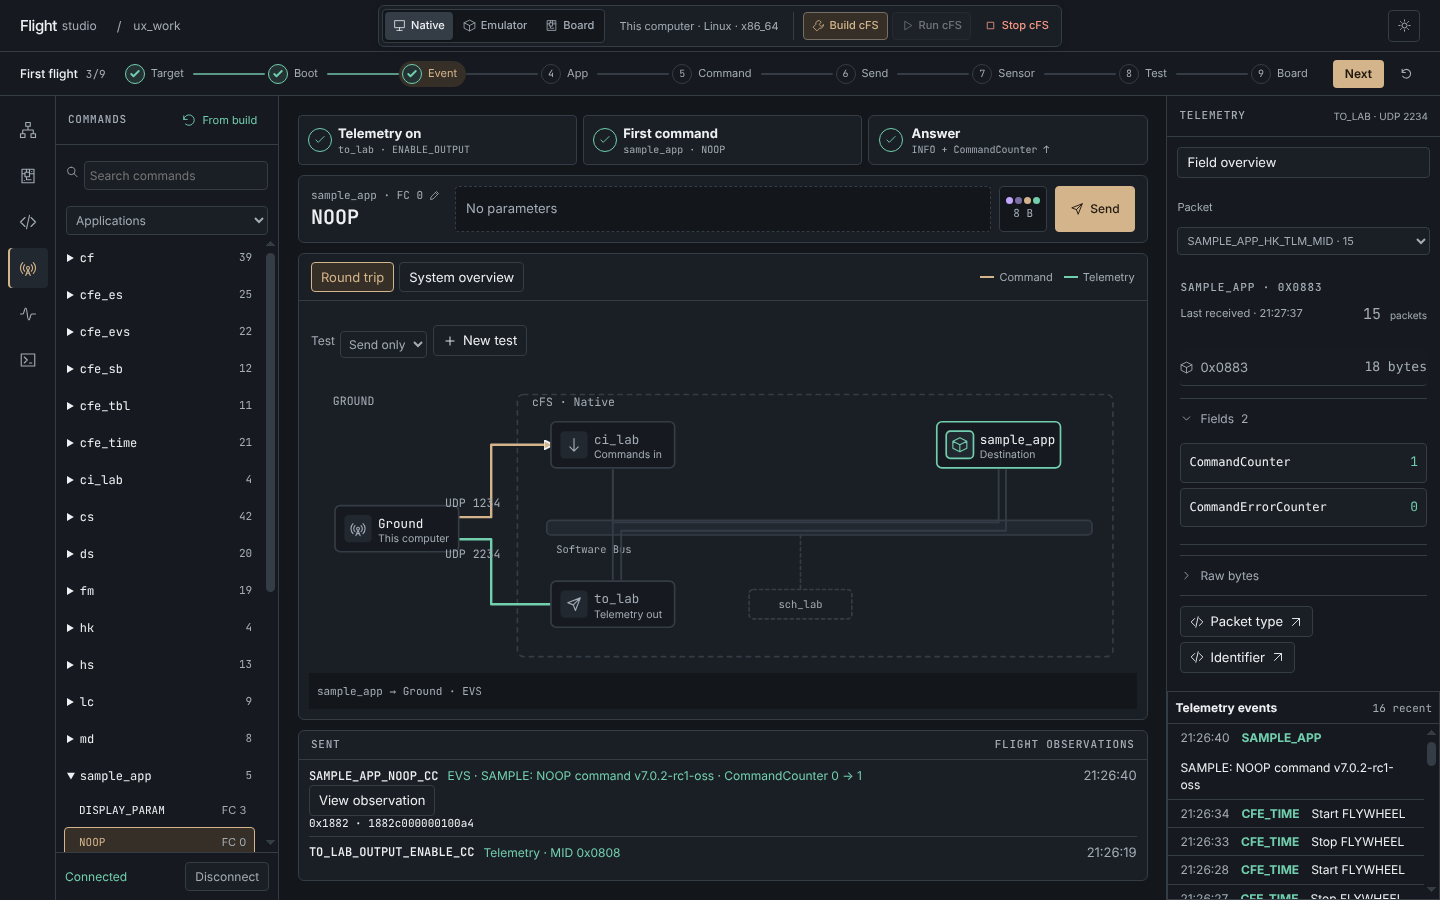 Flight studio / ux_work
Native Emulator Board This computer · Linux · x86_64 Build cFS Run cFS Stop cFS
First flight 3/9 Target Boot Event 4 App 5 Command 6 Send 7 Sensor 8 Test 9 Board Next
COMMANDS From build
Search commands
Applications
cf 39
cfe_es 25
cfe_evs 22
cfe_sb 12
cfe_tbl 11
cfe_time 21
ci_lab 4
cs 42
ds 20
fm 19
hk 4
hs 13
lc 9
md 8
sample_app 5
DISPLAY_PARAM FC 3
NOOP FC 0
Connected Disconnect
Telemetry on
to_lab · ENABLE_OUTPUT
First command
sample_app · NOOP
Answer
INFO + CommandCounter ↑
sample_app · FC 0
NOOP
No parameters
8 B
Send
Round trip System overview Command Telemetry
Test Send only + New test
GROUND
cFS · Native
ci_lab
Commands in
sample_app
Destination
UDP 1234
Ground
This computer
UDP 2234
Software Bus
to_lab
Telemetry out
sch_lab
sample_app → Ground · EVS
SENT FLIGHT OBSERVATIONS
SAMPLE_APP_NOOP_CC EVS · SAMPLE: NOOP command v7.0.2-rc1-oss · CommandCounter 0 → 1 21:26:40
View observation
0x1882 · 1882c000000100a4
TO_LAB_OUTPUT_ENABLE_CC Telemetry · MID 0x0808 21:26:19
TELEMETRY TO_LAB · UDP 2234
Field overview
Packet
SAMPLE_APP_HK_TLM_MID · 15
SAMPLE_APP · 0X0883
Last received · 21:27:37 15 packets
0x0883 18 bytes
Fields 2
CommandCounter 1
CommandErrorCounter 0
Raw bytes
Packet type
Identifier
Telemetry events 16 recent
21:26:40 SAMPLE_APP
SAMPLE: NOOP command v7.0.2-rc1-
oss
21:26:34 CFE_TIME Start FLYWHEEL
21:26:33 CFE_TIME Stop FLYWHEEL
21:26:28 CFE_TIME Start FLYWHEEL
21:26:27 CFE_TIME Stop FLYWHEEL